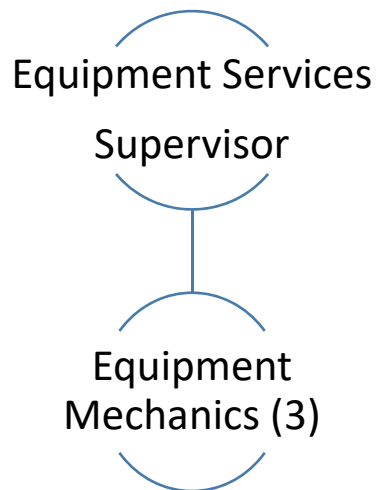 Equipment Services
Supervisor
Equipment
Mechanics (3)